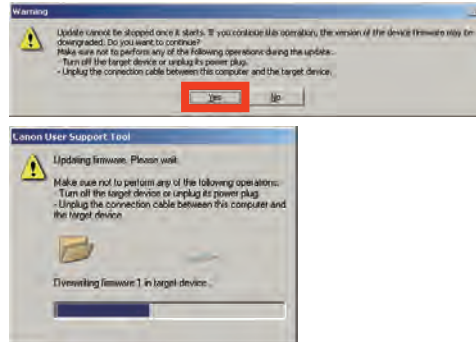 Warning
Update cannot be stopped once it starts. If you continue this operation, the version of the device firmware may be
downgraded. Do you want to continue?
Make sure not to perform any of the following operations during the update.
- Turn off the target device or unplug its power plug.
- Unplug the connection cable between this computer and the target device.
Yes
No
Canon User Support Tool
Updating firmware. Please wait.
Make sure not to perform any of the following operations.
- Turn off the target device or unplug its power plug.
- Unplug the connection cable between this computer and
the target device.
Overwriting firmware 1 in target device...